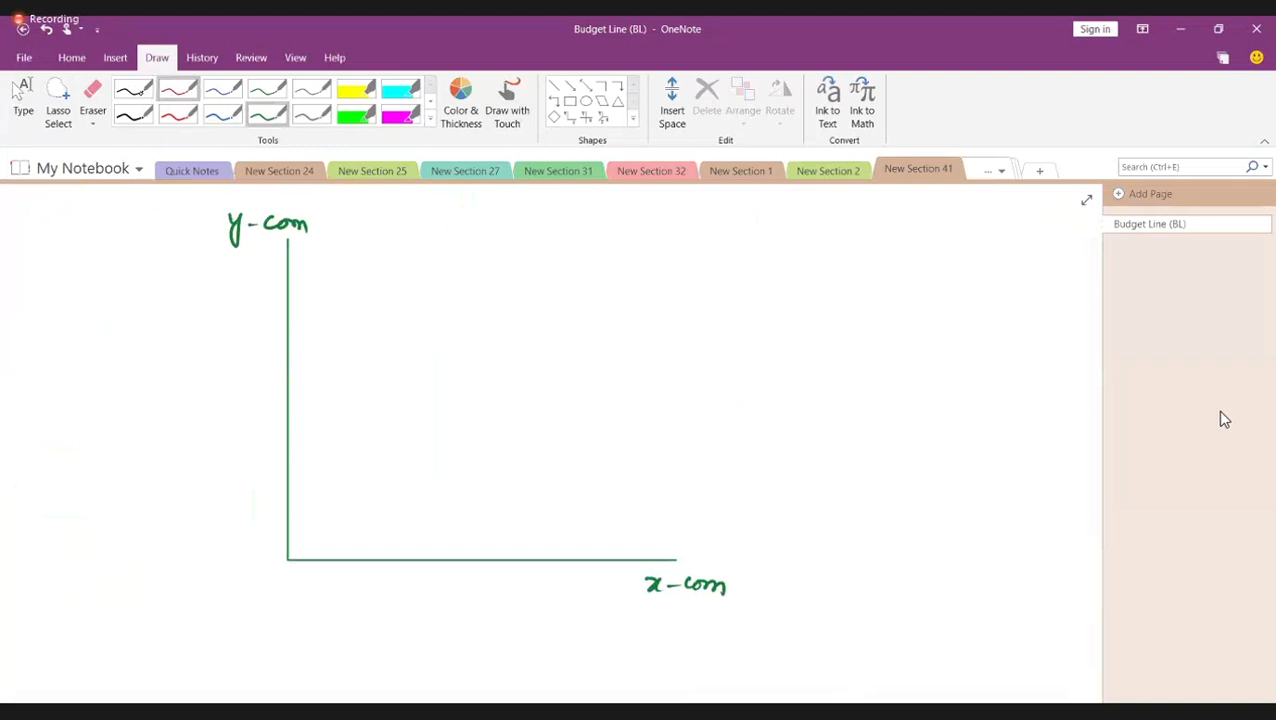 Recording
Budget Line (BL) - OneNote
Sign in
File Home Insert Draw History Review View Help
Type
Lasso Select
Eraser
Color & Thickness
Draw with Touch
Insert Space
Delete
Arrange
Rotate
Ink to Text
Ink to Math
Tools
Shapes
Edit
Convert
My Notebook
Quick Notes New Section 24 New Section 25 New Section 27 New Section 31 New Section 32 New Section 1 New Section 2 New Section 41 ...
Search (Ctrl+E)
Add Page
Budget Line (BL)
y-com
x-com